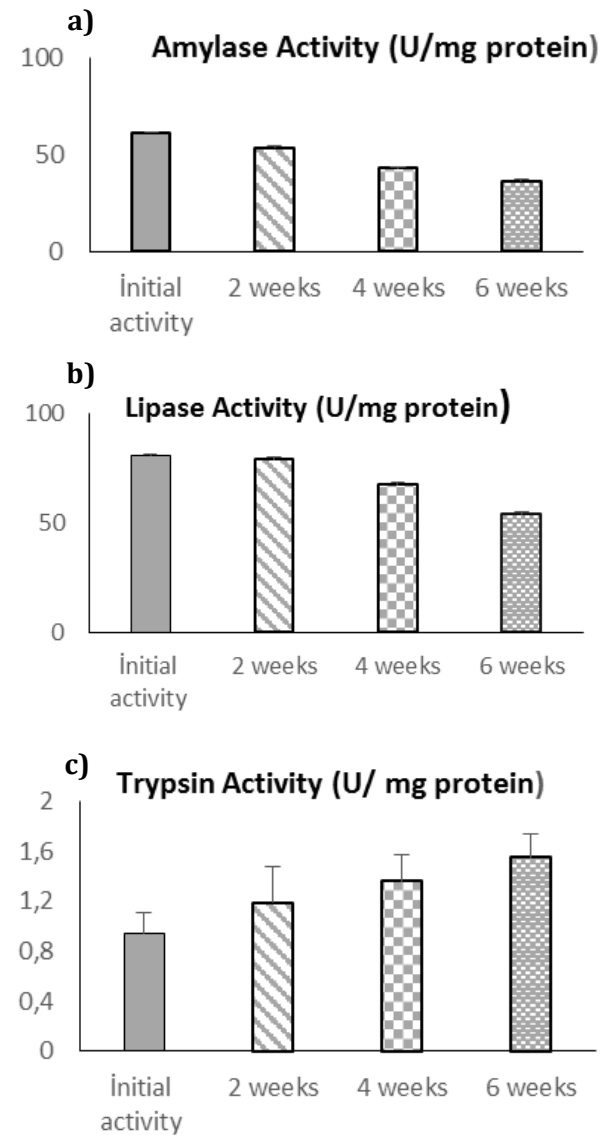 a)
Amylase Activity (U/mg protein)
100
50
0
İnitial activity
2 weeks
4 weeks
6 weeks
b)
Lipase Activity (U/mg protein)
100
50
0
İnitial activity
2 weeks
4 weeks
6 weeks
c)
Trypsin Activity (U/ mg protein)
2
1,6
1,2
0,8
0,4
0
İnitial activity
2 weeks
4 weeks
6 weeks